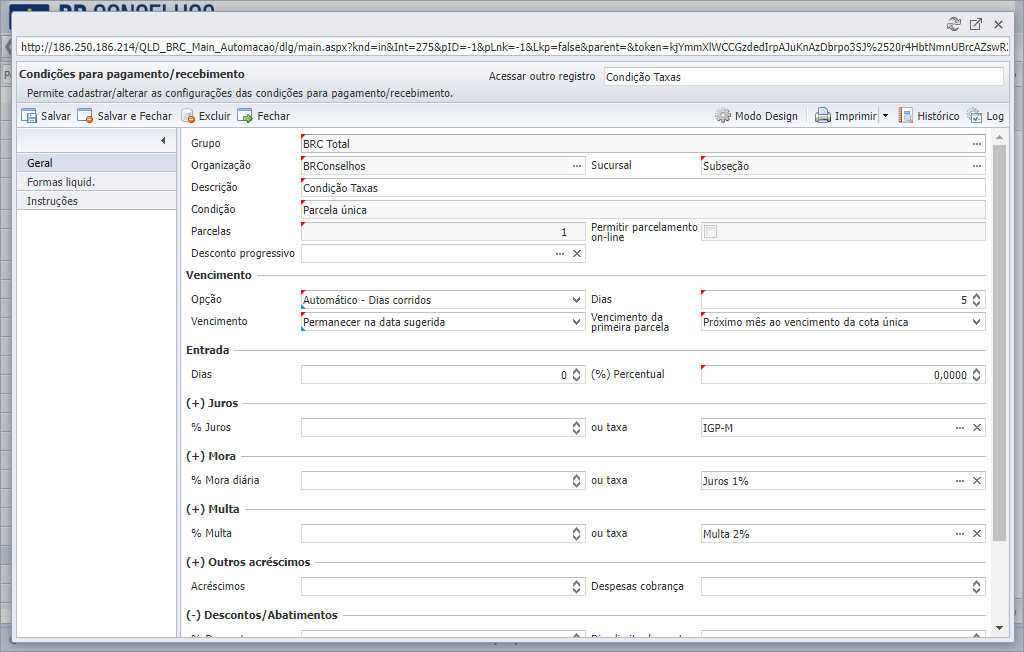 BR CONSELHOS
http://186.250.186.214/QLD_BRC_Main_Automacao/dlg/main.aspx?knd=in&Int=275&pID=-1&pLnk=-1&Lkp=false&parent=&token=kjYmmXlWCCGzdedIrpAJuKnAzDbrpo3SJ%2520r4HbtNmnUBrcAZswR
Condições para pagamento/recebimento Acessar outro registro Condição Taxas
Permite cadastrar/alterar as configurações das condições para pagamento/recebimento.
Salvar Salvar e Fechar Excluir Fechar Modo Design Imprimir Histórico Log
Geral
Formas liquid.
Instruções
Grupo BRC Total
Organização BRConselhos Sucursal Subseção
Descrição Condição Taxas
Condição Parcela única
Parcelas 1 Permitir parcelamento
on-line
Desconto progressivo
Vencimento
Opção Automático - Dias corridos Dias 5
Vencimento Permanecer na data sugerida Vencimento da
primeira parcela Próximo mês ao vencimento da cota única
Entrada
Dias 0 (%) Percentual 0,0000
(+) Juros
% Juros ou taxa IGP-M
(+) Mora
% Mora diária ou taxa Juros 1%
(+) Multa
% Multa ou taxa Multa 2%
(+) Outros acréscimos
Acréscimos Despesas cobrança
(-) Descontos/Abatimentos